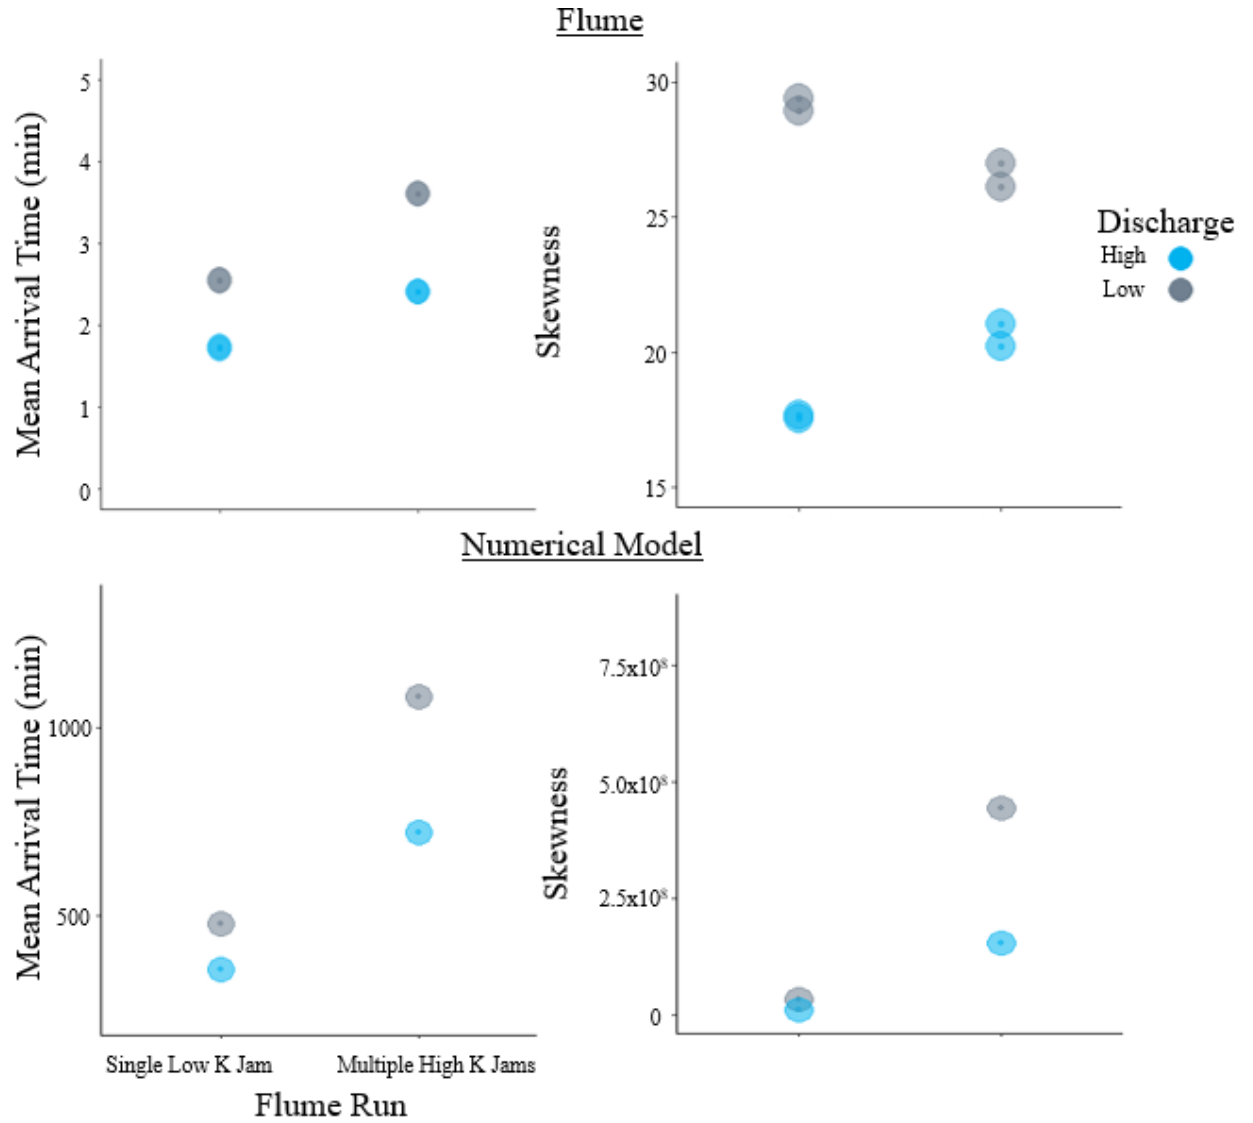 Flume
Mean Arrival Time (min)
5
4
3
2
1
0
Skewness
30
25
20
15
Discharge
High
Low
Numerical Model
Mean Arrival Time (min)
1000
500
Skewness
7.5x10⁸
5.0x10⁸
2.5x10⁸
0
Single Low K Jam
Multiple High K Jams
Flume Run